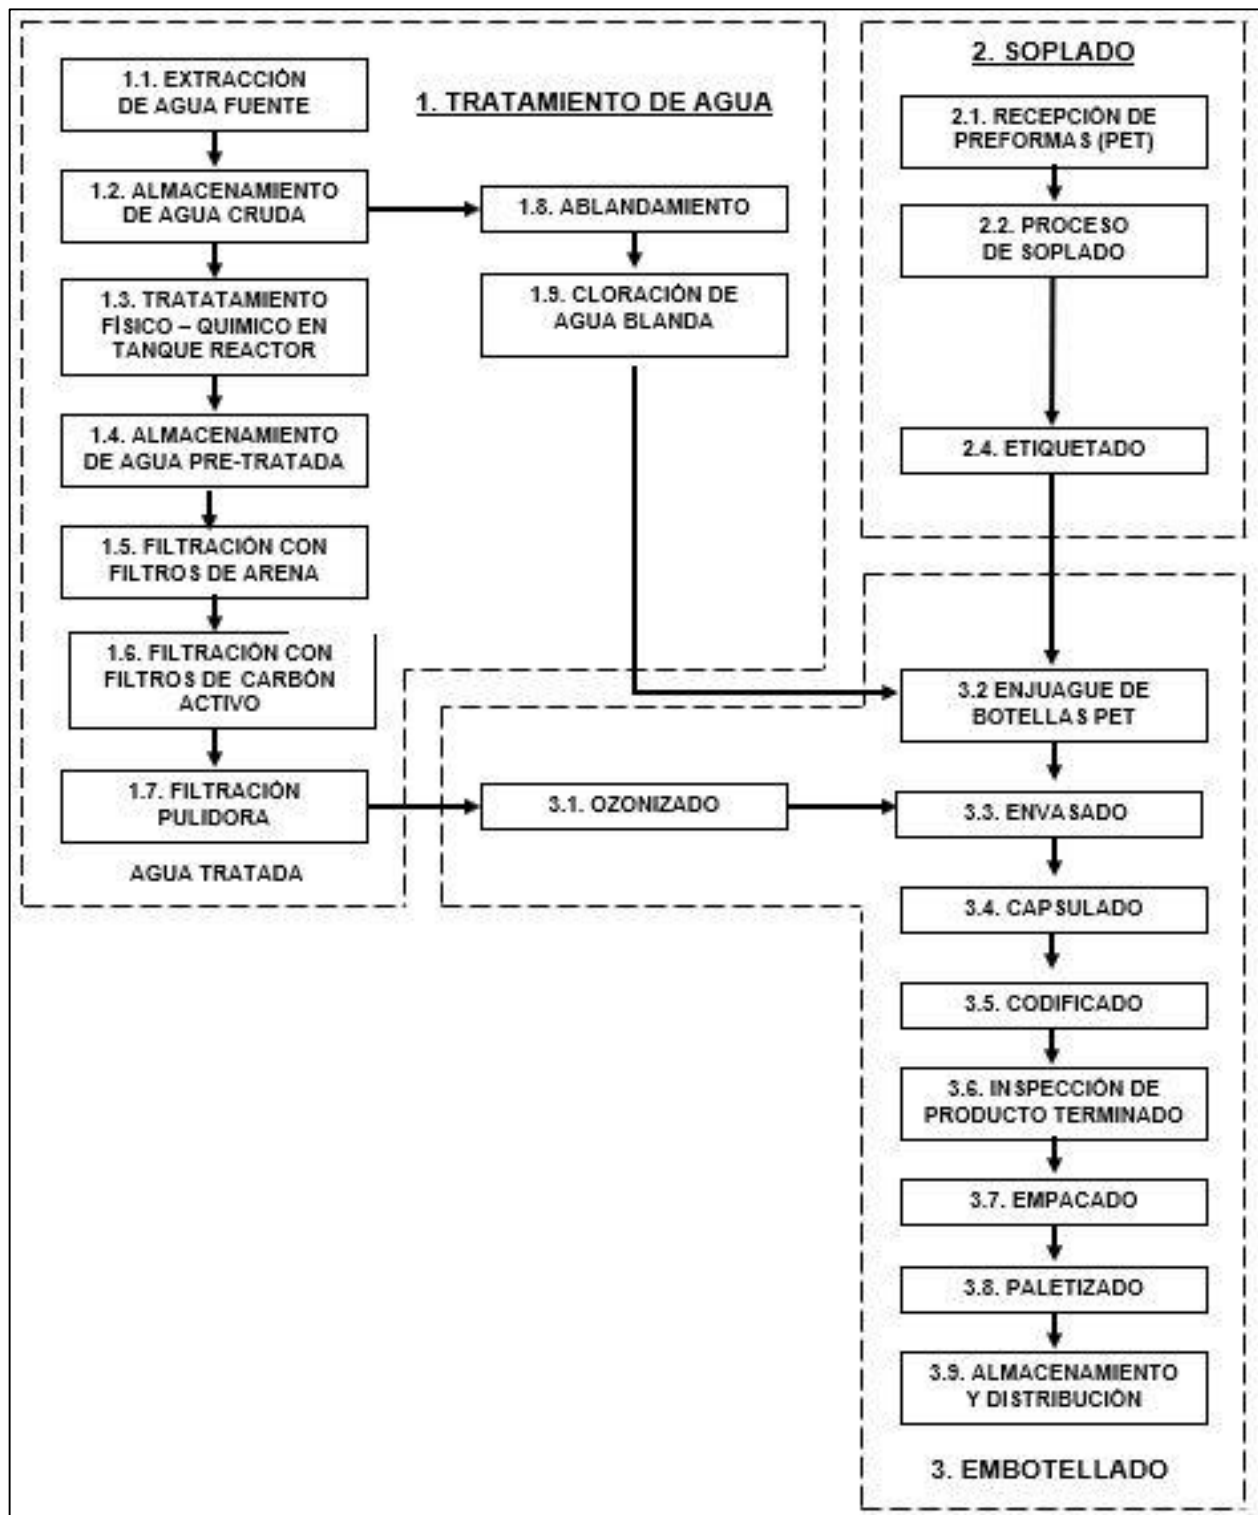 1. TRATAMIENTO DE AGUA
1.1. EXTRACCIÓN
DE AGUA FUENTE
1.2. ALMACENAMIENTO
DE AGUA CRUDA
1.3. TRATATAMIENTO
FÍSICO – QUIMICO EN
TANQUE REACTOR
1.4. ALMACENAMIENTO
DE AGUA PRE-TRATADA
1.5. FILTRACIÓN CON
FILTROS DE ARENA
1.6. FILTRACIÓN CON
FILTROS DE CARBÓN
ACTIVO
1.7. FILTRACIÓN
PULIDORA
AGUA TRATADA
1.8. ABLANDAMIENTO
1.9. CLORACIÓN DE
AGUA BLANDA
2. SOPLADO
2.1. RECEPCIÓN DE
PREFORMAS (PET)
2.2. PROCESO
DE SOPLADO
2.4. ETIQUETADO
3.1. OZONIZADO
3.2 ENJUAGUE DE
BOTELLAS PET
3.3. ENVASADO
3.4. CAPSULADO
3.5. CODIFICADO
3.6. INSPECCIÓN DE
PRODUCTO TERMINADO
3.7. EMPACADO
3.8. PALETIZADO
3.9. ALMACENAMIENTO
Y DISTRIBUCIÓN
3. EMBOTELLADO